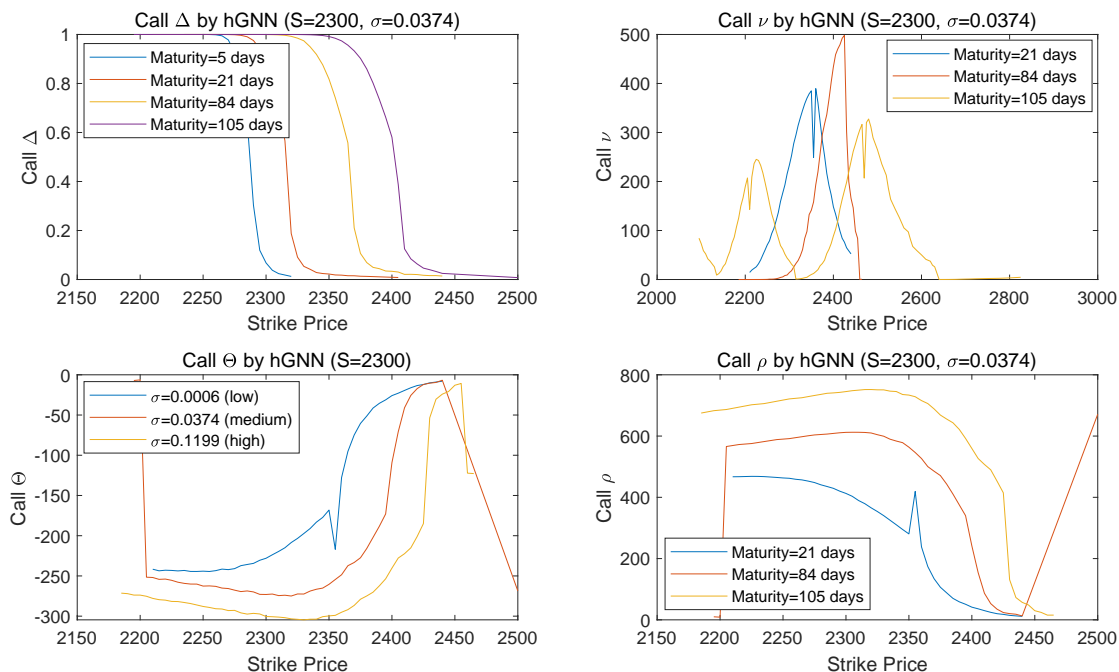 Call Δ by hGNN (S=2300, σ=0.0374)
1
0.8
0.6
0.4
0.2
0
Call Δ
Maturity=5 days
Maturity=21 days
Maturity=84 days
Maturity=105 days
2150 2200 2250 2300 2350 2400 2450 2500
Strike Price
Call ν by hGNN (S=2300, σ=0.0374)
500
400
300
200
100
0
Call ν
Maturity=21 days
Maturity=84 days
Maturity=105 days
2000 2200 2400 2600 2800 3000
Strike Price
Call Θ by hGNN (S=2300)
0
-50
-100
-150
-200
-250
-300
Call Θ
σ=0.0006 (low)
σ=0.0374 (medium)
σ=0.1199 (high)
2150 2200 2250 2300 2350 2400 2450 2500
Strike Price
Call ρ by hGNN (S=2300, σ=0.0374)
800
600
400
200
0
Call ρ
Maturity=21 days
Maturity=84 days
Maturity=105 days
2150 2200 2250 2300 2350 2400 2450 2500
Strike Price